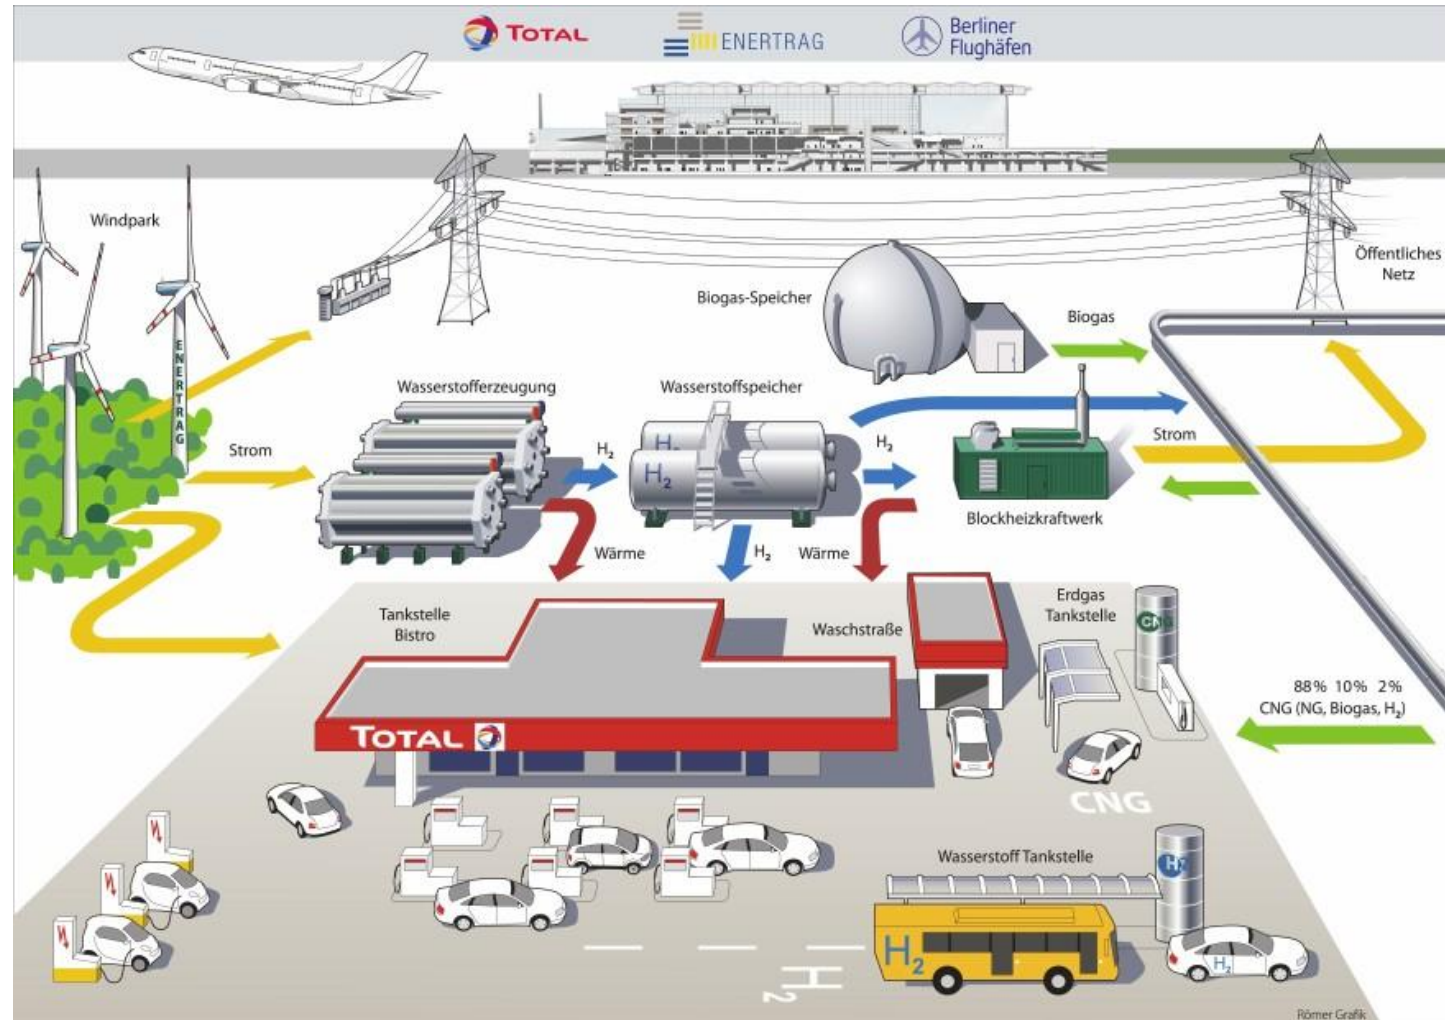 TOTAL
ENERTRAG
Berliner
Flughäfen
Windpark
Öffentliches
Netz
Biogas-Speicher
Biogas
ENERTRAG
Wasserstofferzeugung
Wasserstoffspeicher
Strom
H₂
H₂
H₂
H₂
Strom
Blockheizkraftwerk
Wärme
H₂
Wärme
Tankstelle
Bistro
Waschstraße
Erdgas
Tankstelle
CNG
88% 10% 2%
CNG (NG, Biogas, H₂)
TOTAL
CNG
Wasserstoff Tankstelle
H₂
H₂
H₂
H₂
Römer Grafik